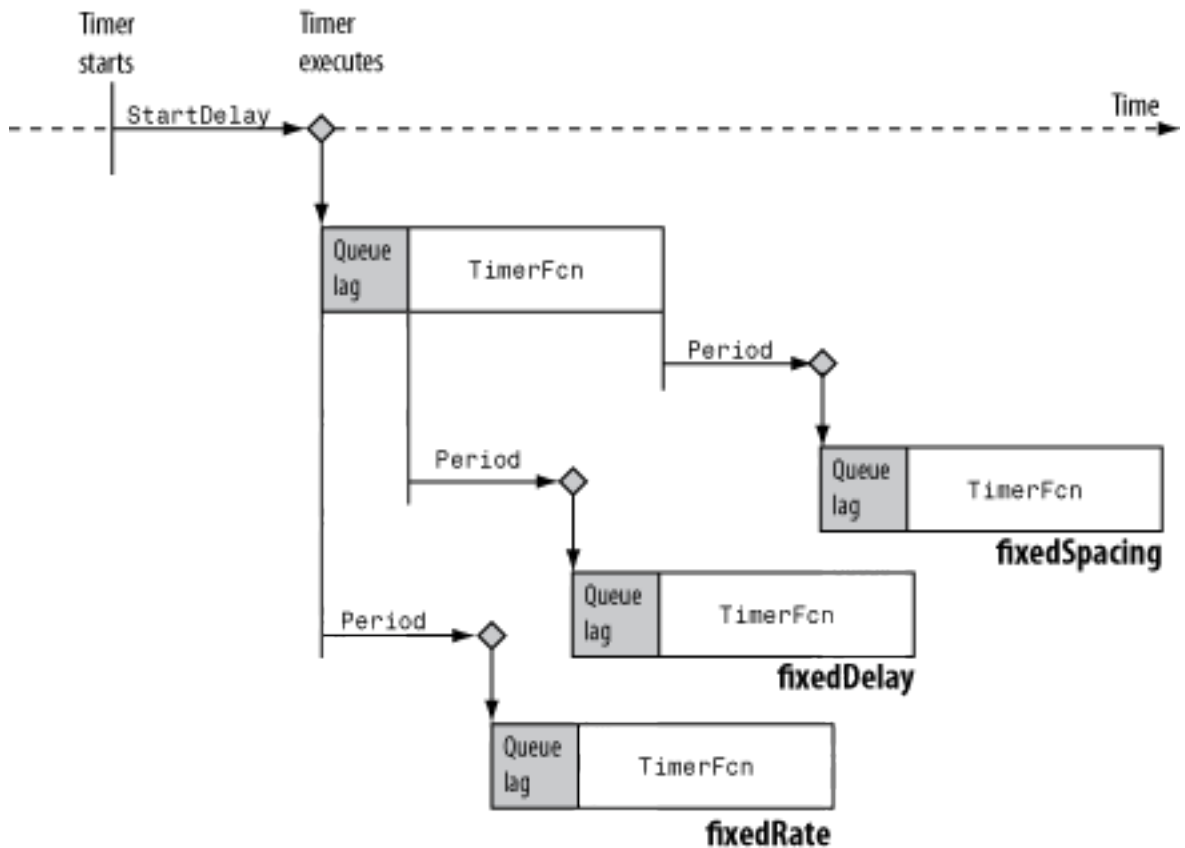 Timer
starts
Timer
executes
StartDelay
Time
Queue
lag
TimerFcn
Period
Queue
lag
TimerFcn
fixedSpacing
Period
Queue
lag
TimerFcn
fixedDelay
Period
Queue
lag
TimerFcn
fixedRate